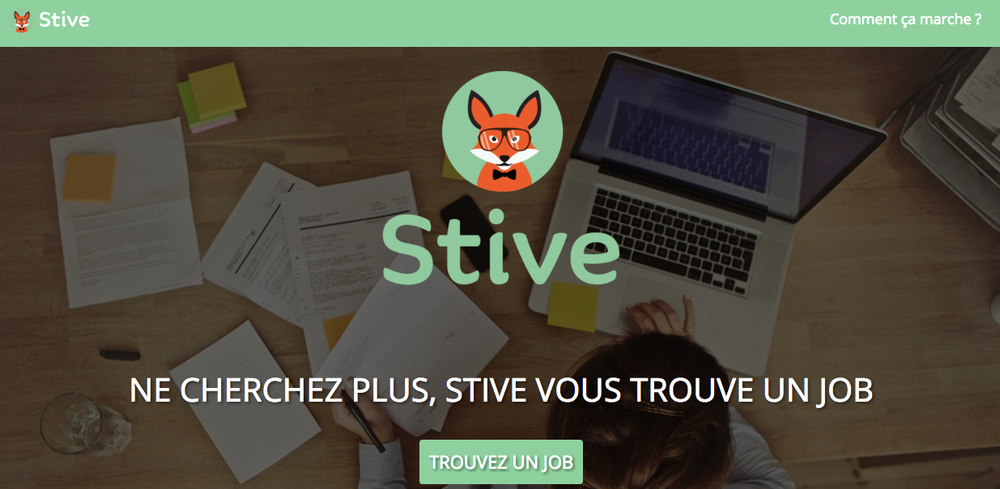 Stive
Comment ça marche ?
Stive
NE CHERCHEZ PLUS, STIVE VOUS TROUVE UN JOB
TROUVEZ UN JOB